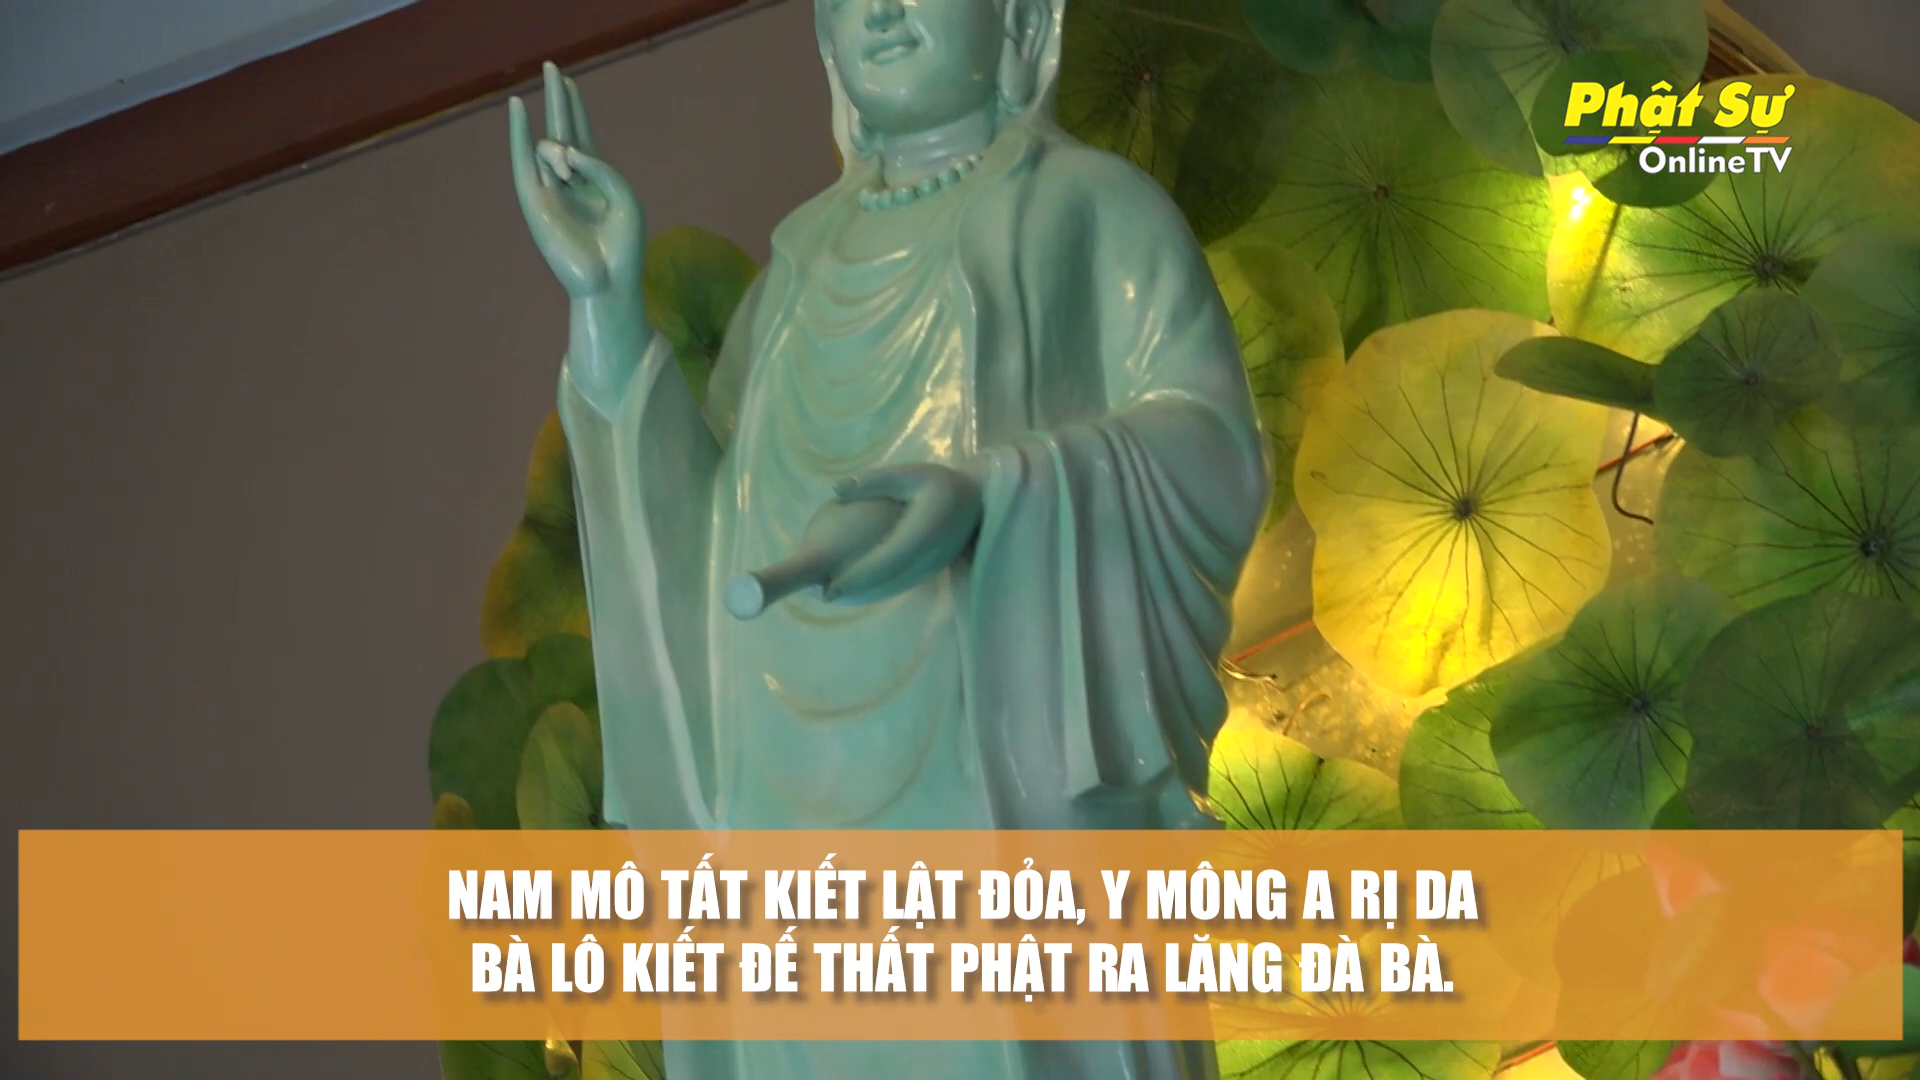 Phật Sự
OnlineTV
NAM MÔ TẤT KIẾT LẬT ĐỎA, Y MÔNG A RỊ DA
BÀ LÔ KIẾT ĐẾ THẤT PHẬT RA LĂNG ĐÀ BÀ.